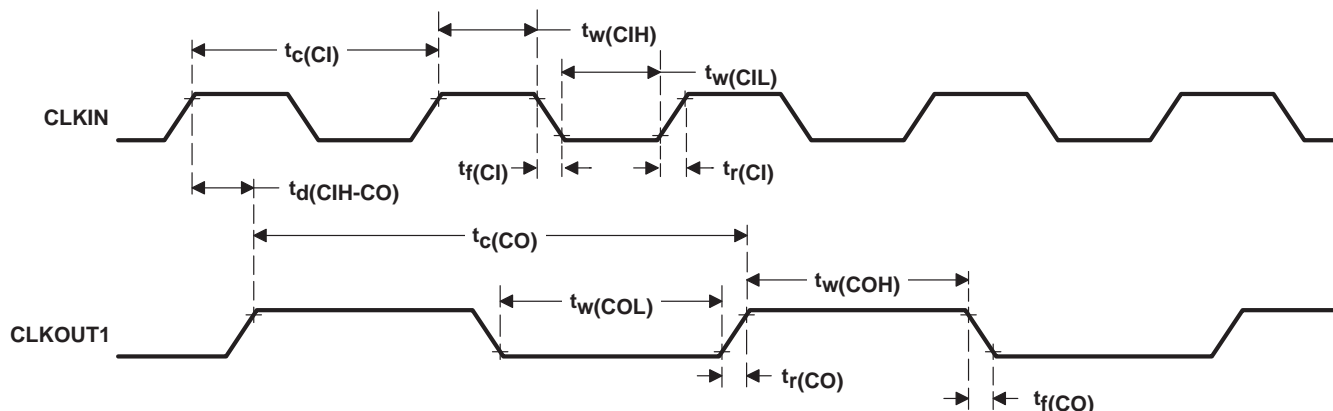 tw(CIH)
tc(CI)
tw(CIL)
CLKIN
tf(CI)
tr(CI)
td(CIH-CO)
tc(CO)
tw(COH)
tw(COL)
CLKOUT1
tr(CO)
tf(CO)